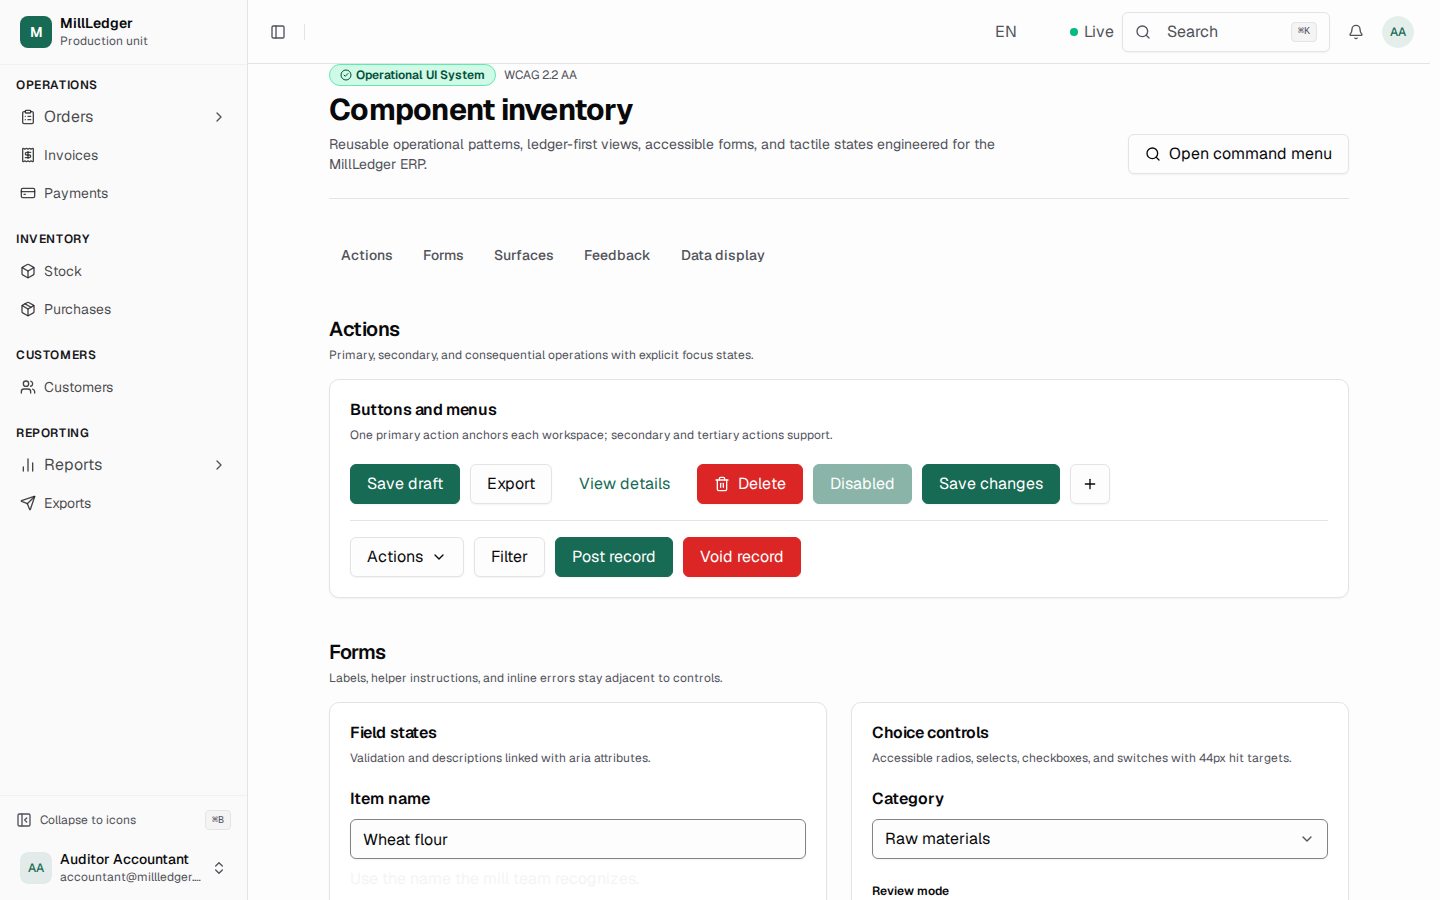 M
MillLedger
Production unit
OPERATIONS
Orders
Invoices
Payments
INVENTORY
Stock
Purchases
CUSTOMERS
Customers
REPORTING
Reports
Exports
Collapse to icons
⌘B
AA
Auditor Accountant
accountant@millledger....
EN
Live
Search
⌘K
AA
Operational UI System
WCAG 2.2 AA
Component inventory
Reusable operational patterns, ledger-first views, accessible forms, and tactile states engineered for the
MillLedger ERP.
Open command menu
Actions Forms Surfaces Feedback Data display
Actions
Primary, secondary, and consequential operations with explicit focus states.
Buttons and menus
One primary action anchors each workspace; secondary and tertiary actions support.
Save draft Export View details Delete Disabled Save changes +
Actions Filter Post record Void record
Forms
Labels, helper instructions, and inline errors stay adjacent to controls.
Field states
Validation and descriptions linked with aria attributes.
Item name
Wheat flour
Use the name the mill team recognizes.
Choice controls
Accessible radios, selects, checkboxes, and switches with 44px hit targets.
Category
Raw materials
Review mode